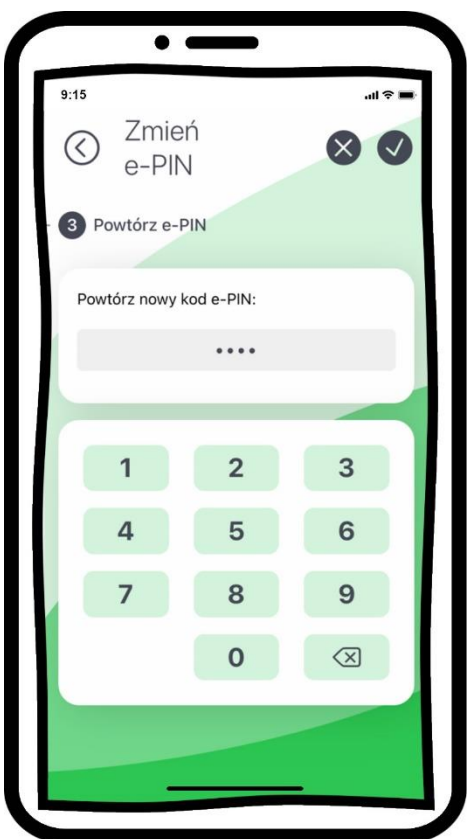 9:15
Zmień
e-PIN
3 Powtórz e-PIN
Powtórz nowy kod e-PIN:
••••
1 2 3
4 5 6
7 8 9
0